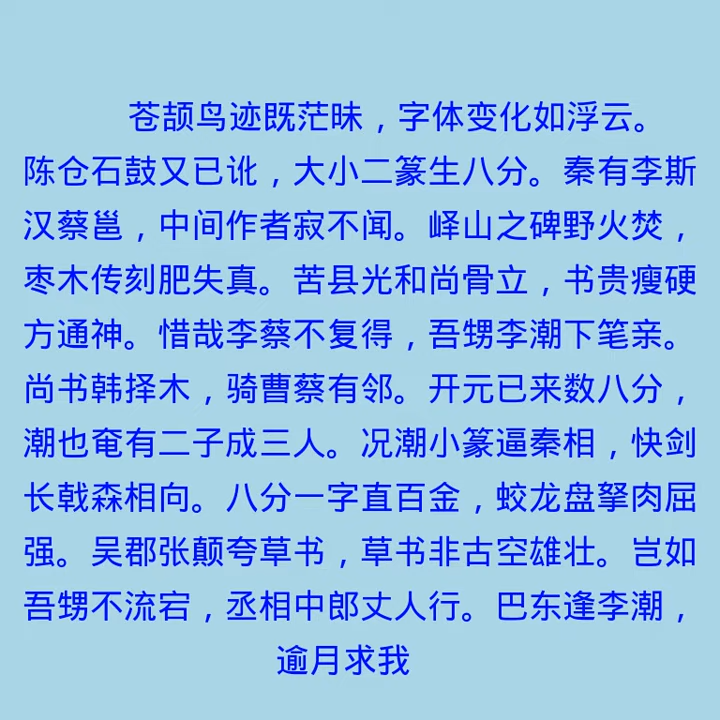 苍颉鸟迹既茫昧，字体变化如浮云。
陈仓石鼓又已讹，大小二篆生八分。秦有李斯
汉蔡邕，中间作者寂不闻。峄山之碑野火焚，
枣木传刻肥失真。苦县光和尚骨立，书贵瘦硬
方通神。惜哉李蔡不复得，吾甥李潮下笔亲。
尚书韩择木，骑曹蔡有邻。开元已来数八分，
潮也奄有二子成三人。况潮小篆逼秦相，快剑
长戟森相向。八分一字直百金，蛟龙盘拏肉屈
强。吴郡张颠夸草书，草书非古空雄壮。岂如
吾甥不流宕，丞相中郎丈人行。巴东逢李潮，
逾月求我